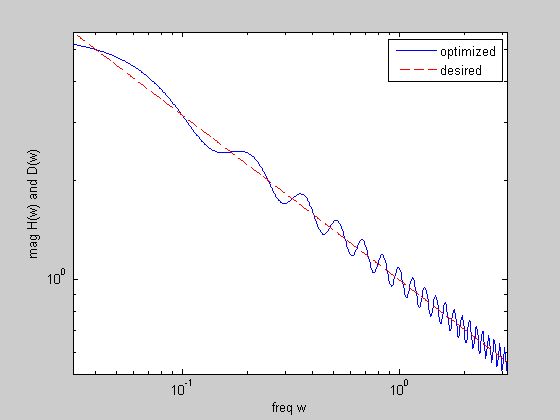 optimized
desired
mag H(w) and D(w)
10^0
10^-1
10^0
freq w